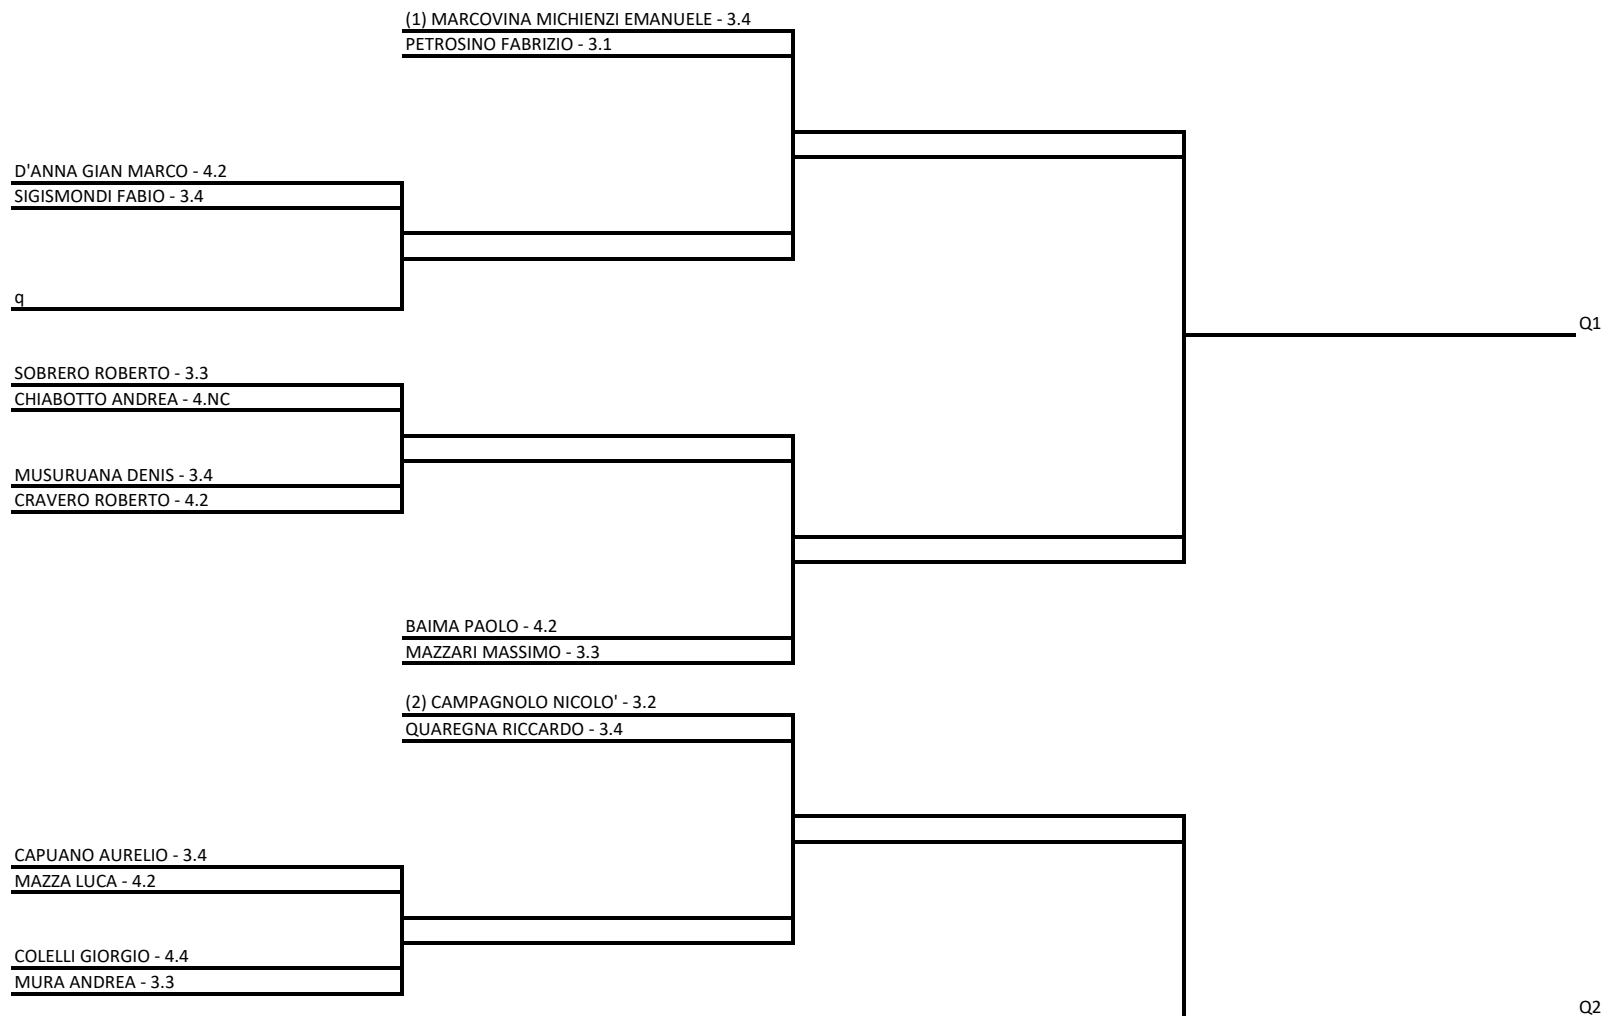 (1) MARCOVINA MICHIENZI EMANUELE - 3.4
PETROSINO FABRIZIO - 3.1
D'ANNA GIAN MARCO - 4.2
SIGISMONDI FABIO - 3.4
q
Q1
SOBRERO ROBERTO - 3.3
CHIABOTTO ANDREA - 4.NC
MUSURUANA DENIS - 3.4
CRAVERO ROBERTO - 4.2
BAIMA PAOLO - 4.2
MAZZARI MASSIMO - 3.3
(2) CAMPAGNOLO NICOLO' - 3.2
QUAREGNA RICCARDO - 3.4
CAPUANO AURELIO - 3.4
MAZZA LUCA - 4.2
COLELLI GIORGIO - 4.4
MURA ANDREA - 3.3
Q2